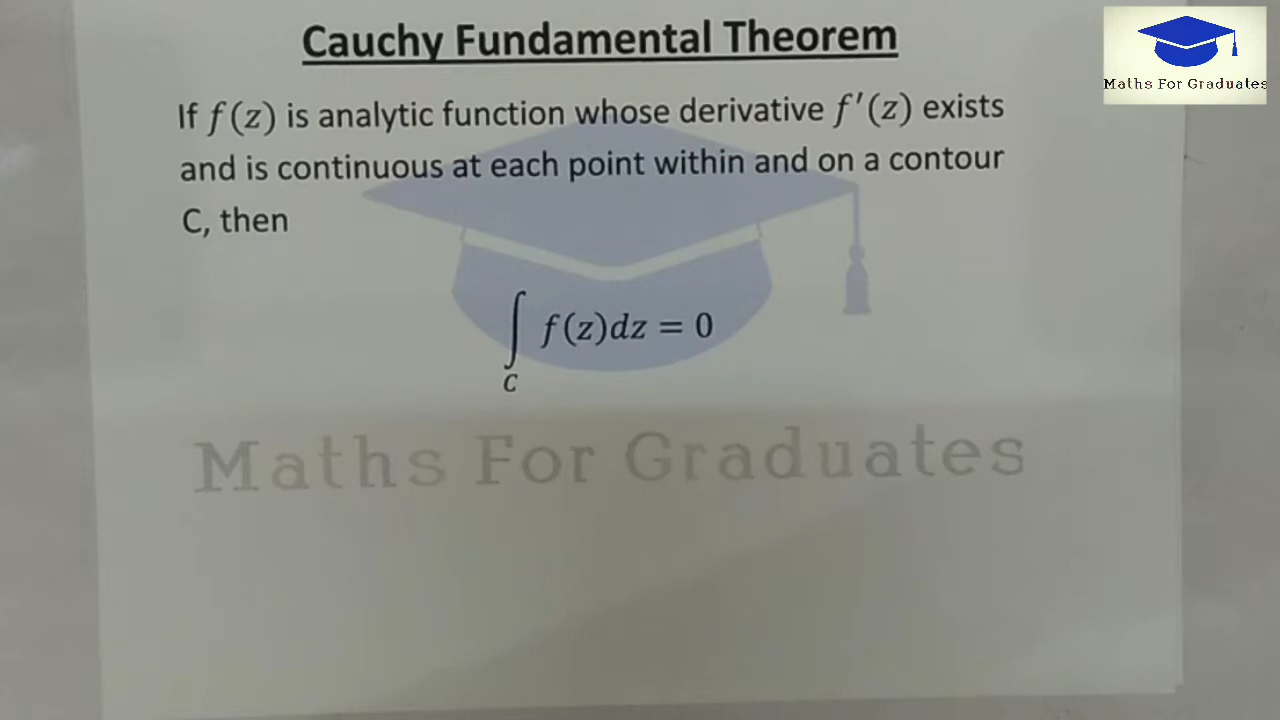 Cauchy Fundamental Theorem
Maths For Graduates
If f(z) is analytic function whose derivative f′(z) exists
and is continuous at each point within and on a contour
C, then
∫ f(z)dz = 0
C
Maths For Graduates